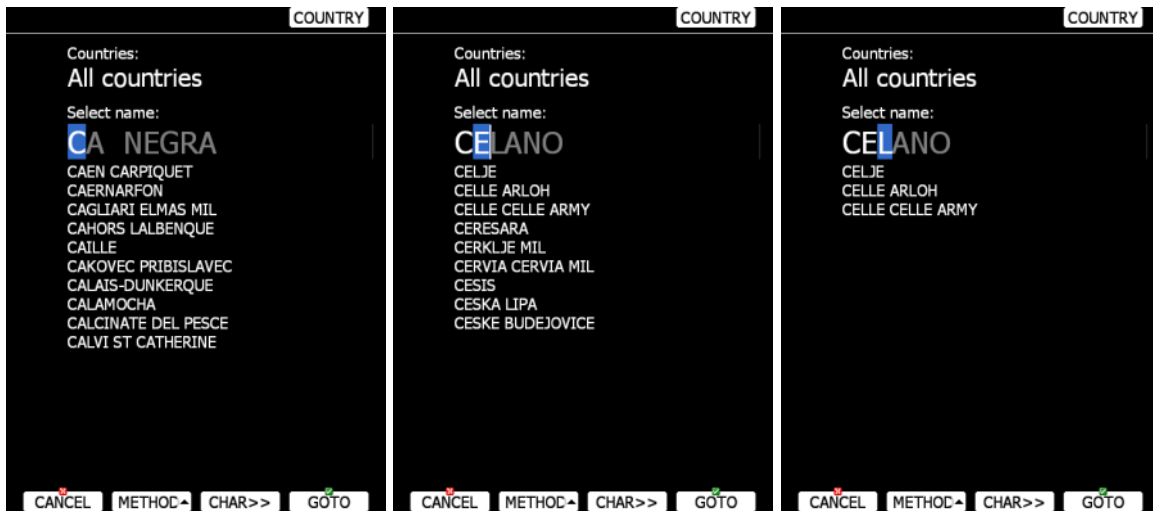 COUNTRY
Countries:
All countries
Select name:
CA NEGRA
CAEN CARPIQUET
CAERNARFON
CAGLIARI ELMAS MIL
CAHORS LALBENQUE
CAILLE
CAKOVEC PRIBISLAVEC
CALAIS-DUNKERQUE
CALAMOCHA
CALCINATE DEL PESCE
CALVI ST CATHERINE
CANCEL METHOD CHAR>> GOTO
COUNTRY
Countries:
All countries
Select name:
CELANO
CELJE
CELLE ARLOH
CELLE CELLE ARMY
CERESARA
CERKLJE MIL
CERVIA CERVIA MIL
CESIS
CESKA LIPA
CESKE BUDEJOVICE
CANCEL METHOD CHAR>> GOTO
COUNTRY
Countries:
All countries
Select name:
CELANO
CELJE
CELLE ARLOH
CELLE CELLE ARMY
CANCEL METHOD CHAR>> GOTO